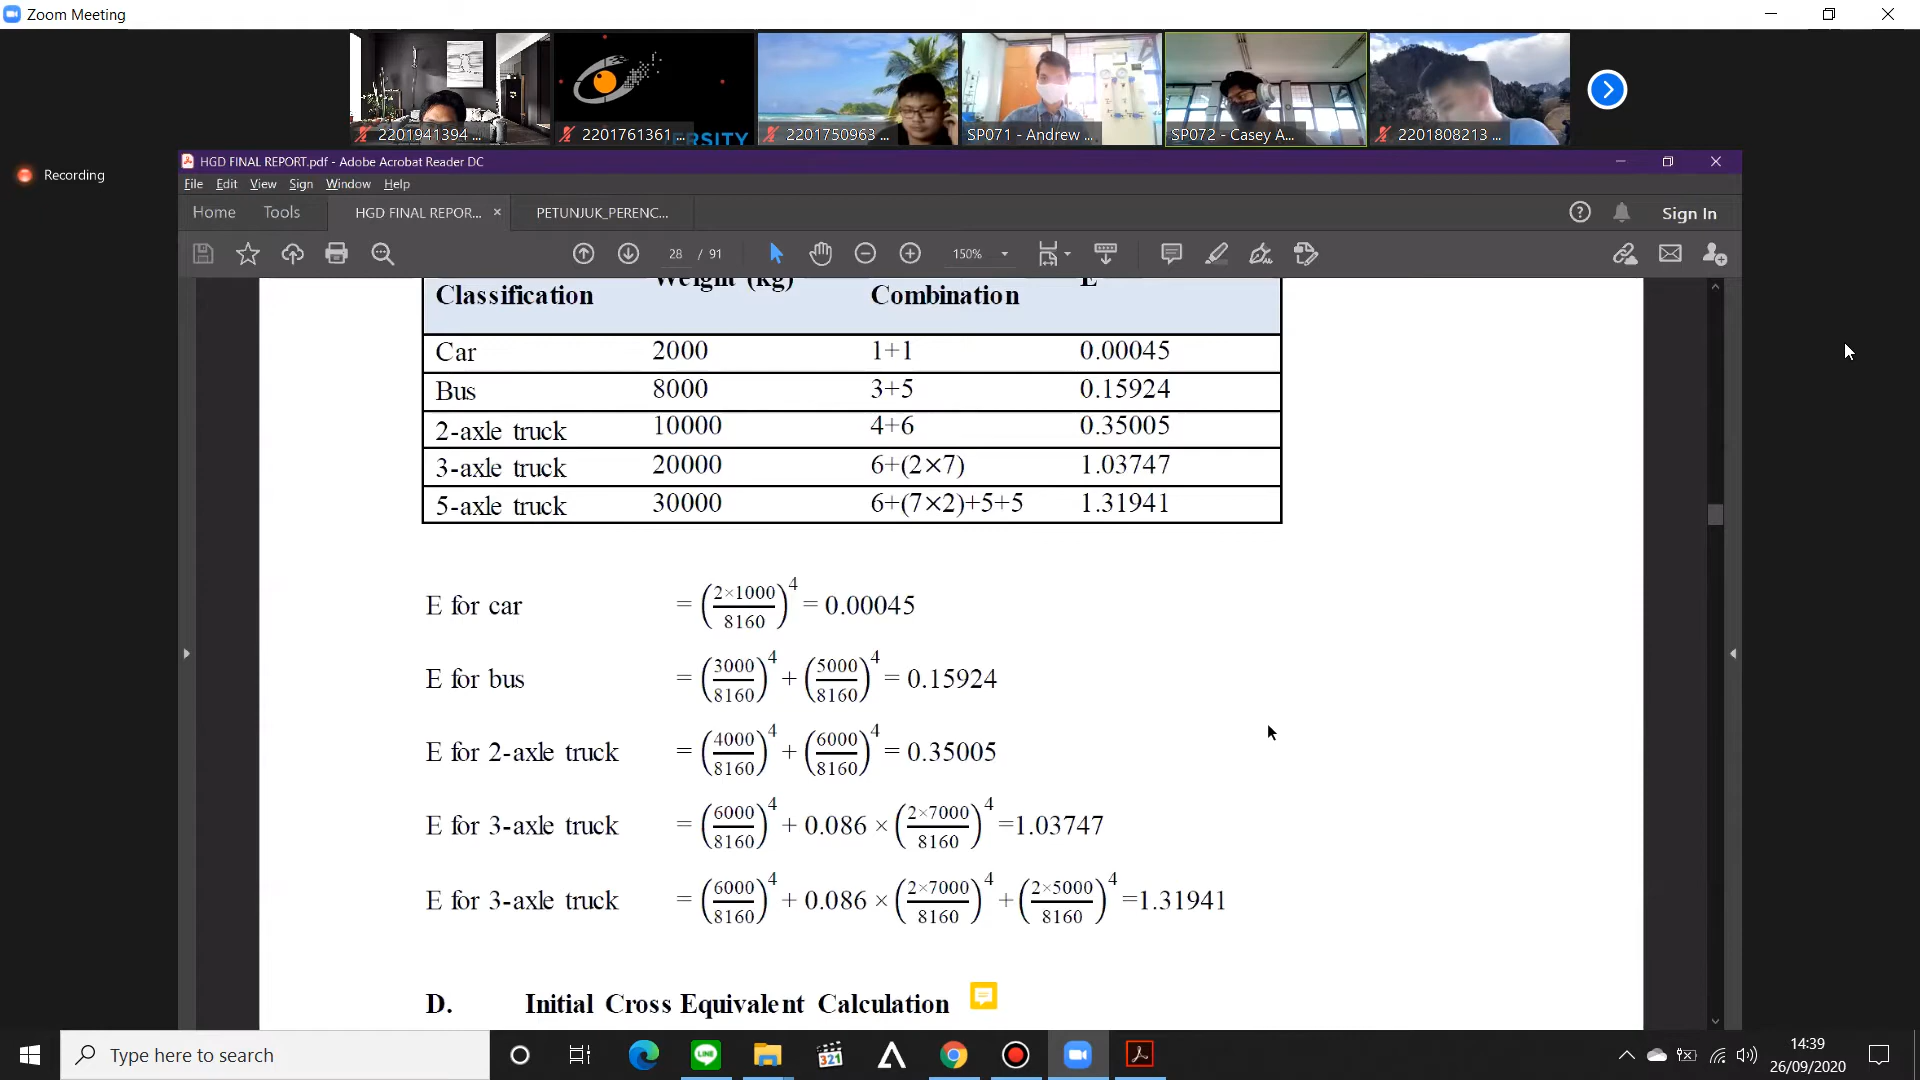 Zoom Meeting
2201941394 ...
2201761361 ...
ERSITY
2201750963 ...
SP071 - Andrew ...
SP072 - Casey A...
2201808213 ...
Recording
HGD FINAL REPORT.pdf - Adobe Acrobat Reader DC
File Edit View Sign Window Help
Home Tools HGD FINAL REPOR... × PETUNJUK_PERENC... Sign In
28 / 91 150%
Weight (kg) E
Classification Combination
Car 2000 1+1 0.00045
Bus 8000 3+5 0.15924
2-axle truck 10000 4+6 0.35005
3-axle truck 20000 6+(2×7) 1.03747
5-axle truck 30000 6+(7×2)+5+5 1.31941
E for car = (2×1000/8160)^4 = 0.00045
E for bus = (3000/8160)^4 + (5000/8160)^4 = 0.15924
E for 2-axle truck = (4000/8160)^4 + (6000/8160)^4 = 0.35005
E for 3-axle truck = (6000/8160)^4 + 0.086 × (2×7000/8160)^4 =1.03747
E for 3-axle truck = (6000/8160)^4 + 0.086 × (2×7000/8160)^4 + (2×5000/8160)^4 =1.31941
D. Initial Cross Equivalent Calculation
Type here to search
321
14:39
26/09/2020